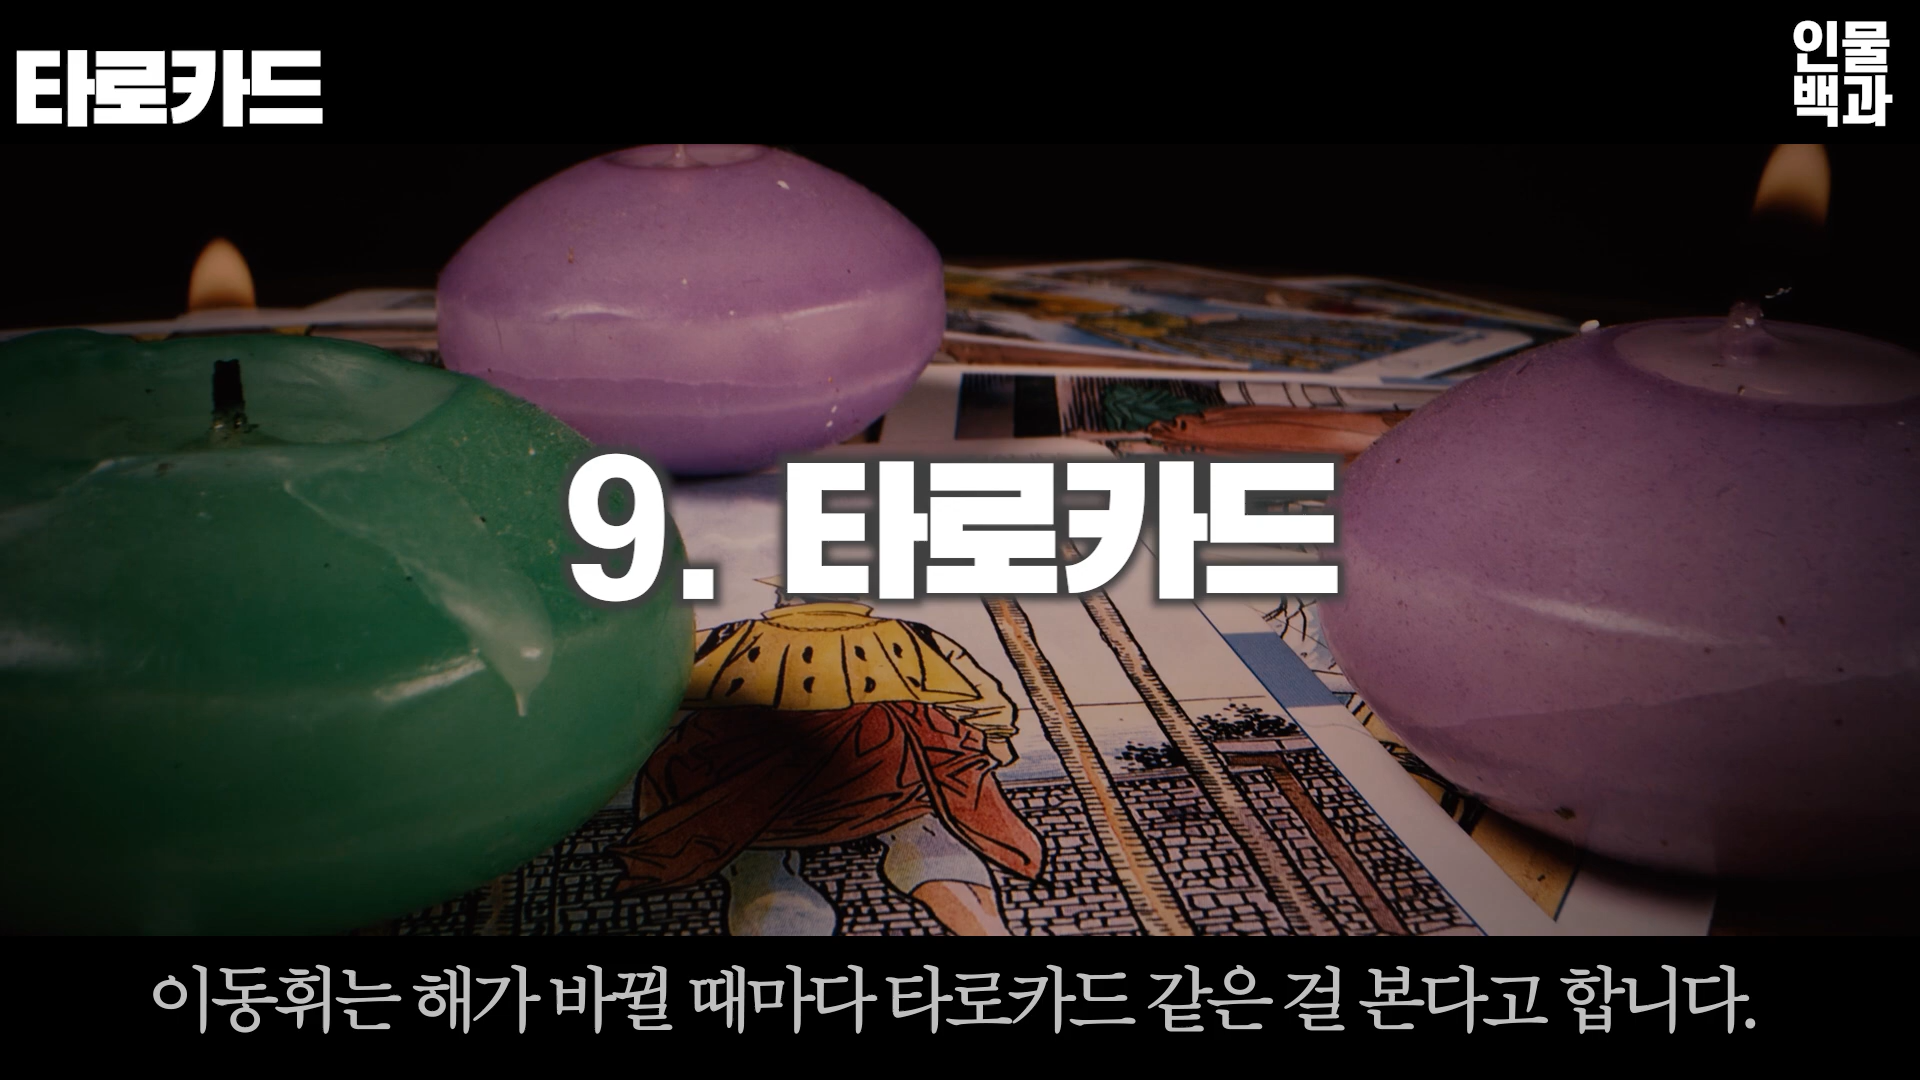 타로카드
인물
백과
9. 타로카드
이동휘는 해가 바뀔 때마다 타로카드 같은 걸 본다고 합니다.